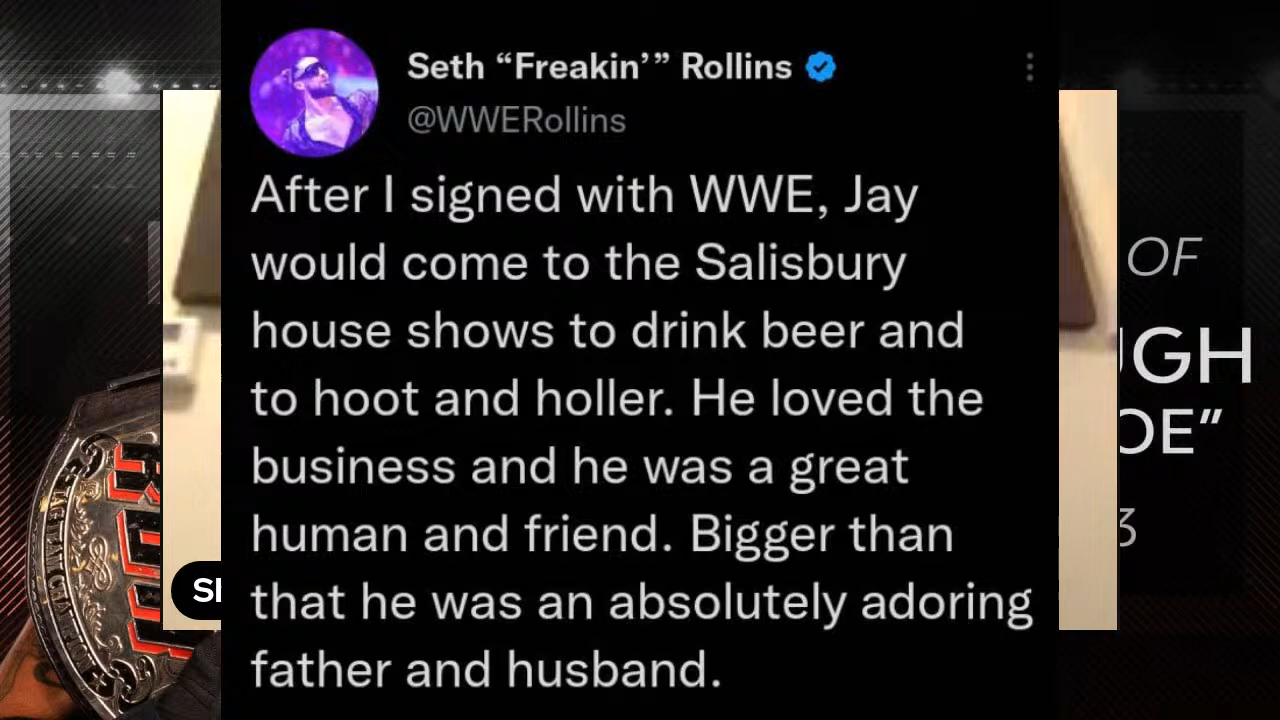 Seth “Freakin’” Rollins
@WWERollins
After I signed with WWE, Jay
would come to the Salisbury
house shows to drink beer and
to hoot and holler. He loved the
business and he was a great
human and friend. Bigger than
that he was an absolutely adoring
father and husband.
OF